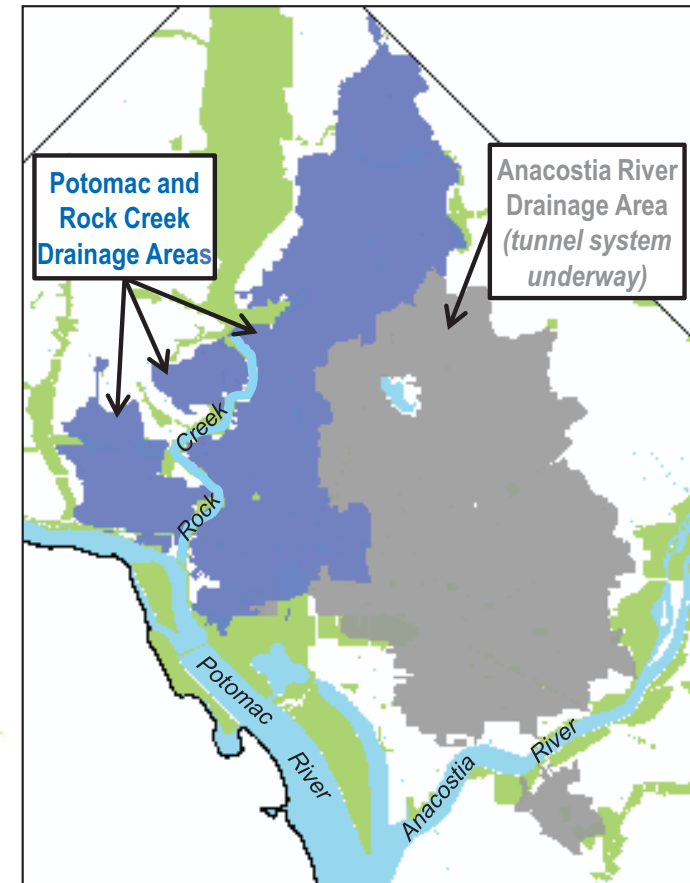 Potomac and
Rock Creek
Drainage Areas
Anacostia River
Drainage Area
(tunnel system
underway)
Creek
Rock
Potomac
River
Anacostia
River